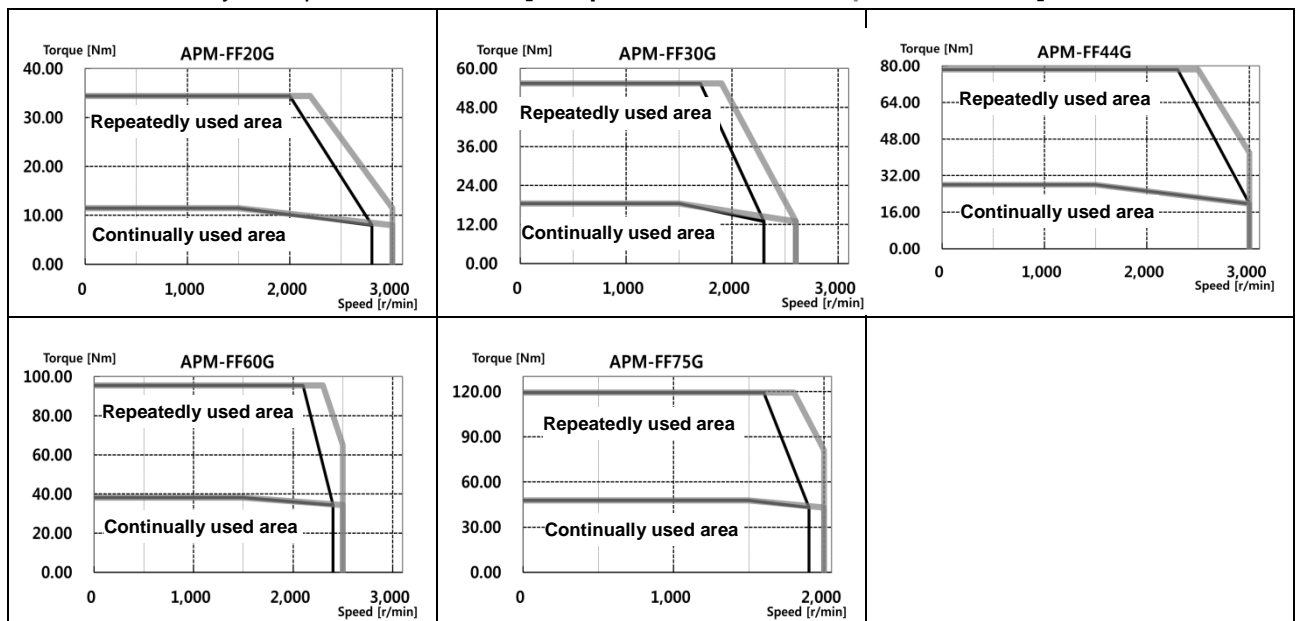 Torque [Nm] APM-FF20G
40.00
30.00
Repeatedly used area
20.00
10.00
Continually used area
0.00
0 1,000 2,000 3,000
Speed [r/min]
Torque [Nm] APM-FF30G
60.00
48.00
Repeatedly used area
36.00
24.00
12.00
Continually used area
0.00
0 1,000 2,000 3,000
Speed [r/min]
Torque [Nm] APM-FF44G
80.00
Repeatedly used area
64.00
48.00
32.00
16.00
Continually used area
0.00
0 1,000 2,000 3,000
Speed [r/min]
Torque [Nm] APM-FF60G
100.00
80.00
Repeatedly used area
60.00
40.00
Continually used area
20.00
0.00
0 1,000 2,000 3,000
Speed [r/min]
Torque [Nm] APM-FF75G
120.00
Repeatedly used area
90.00
60.00
30.00
Continually used area
0.00
0 1,000 2,000
Speed [r/min]